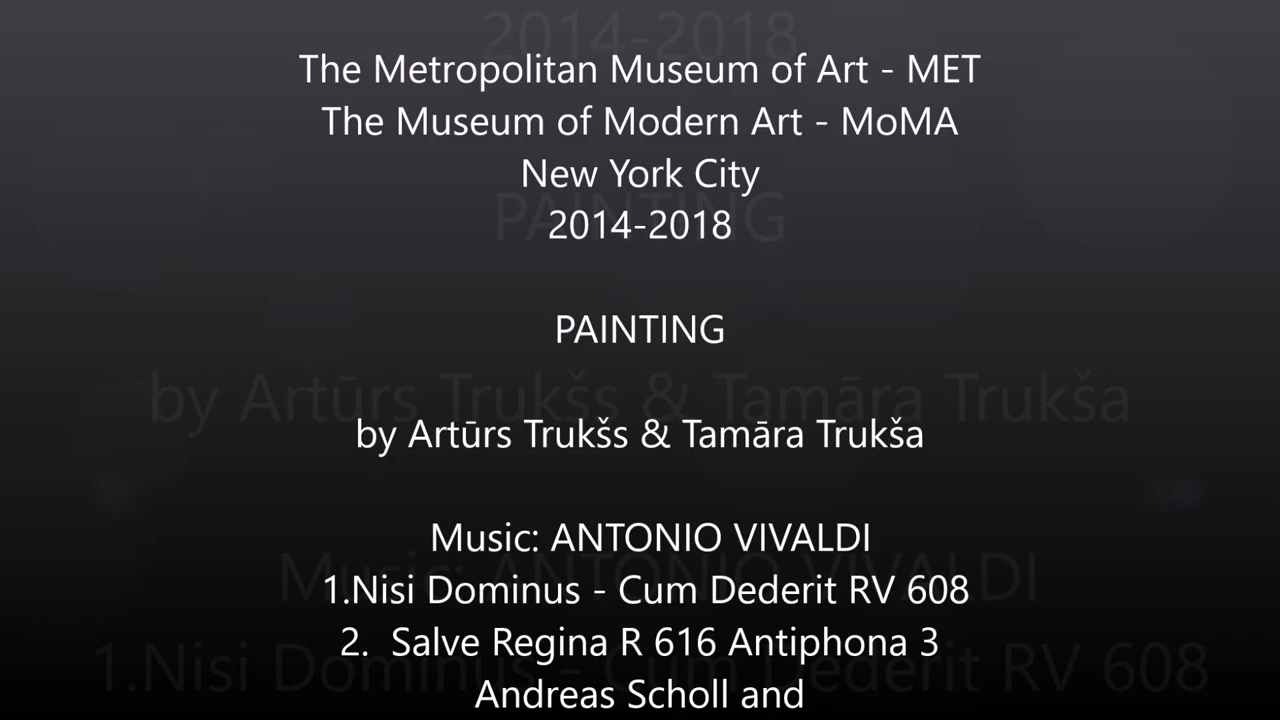 The Metropolitan Museum of Art - MET
The Museum of Modern Art - MoMA
New York City
2014-2018
PAINTING
by Artūrs Trukšs & Tamāra Trukša
Music: ANTONIO VIVALDI
1.Nisi Dominus - Cum Dederit RV 608
2. Salve Regina R 616 Antiphona 3
Andreas Scholl and